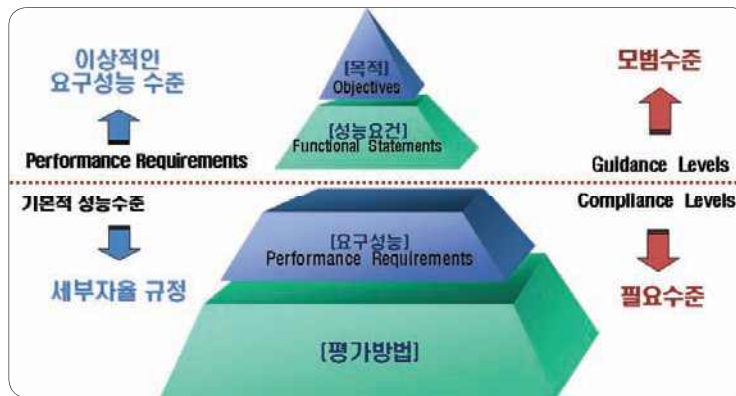 이상적인
요구성능 수준
Performance Requirements
기본적 성능수준
세부자율 규정
[목적]
Objectives
[성능요건]
Functional Statements
[요구성능]
Performance Requirements
[평가방법]
모범수준
Guidance Levels
Compliance Levels
필요수준